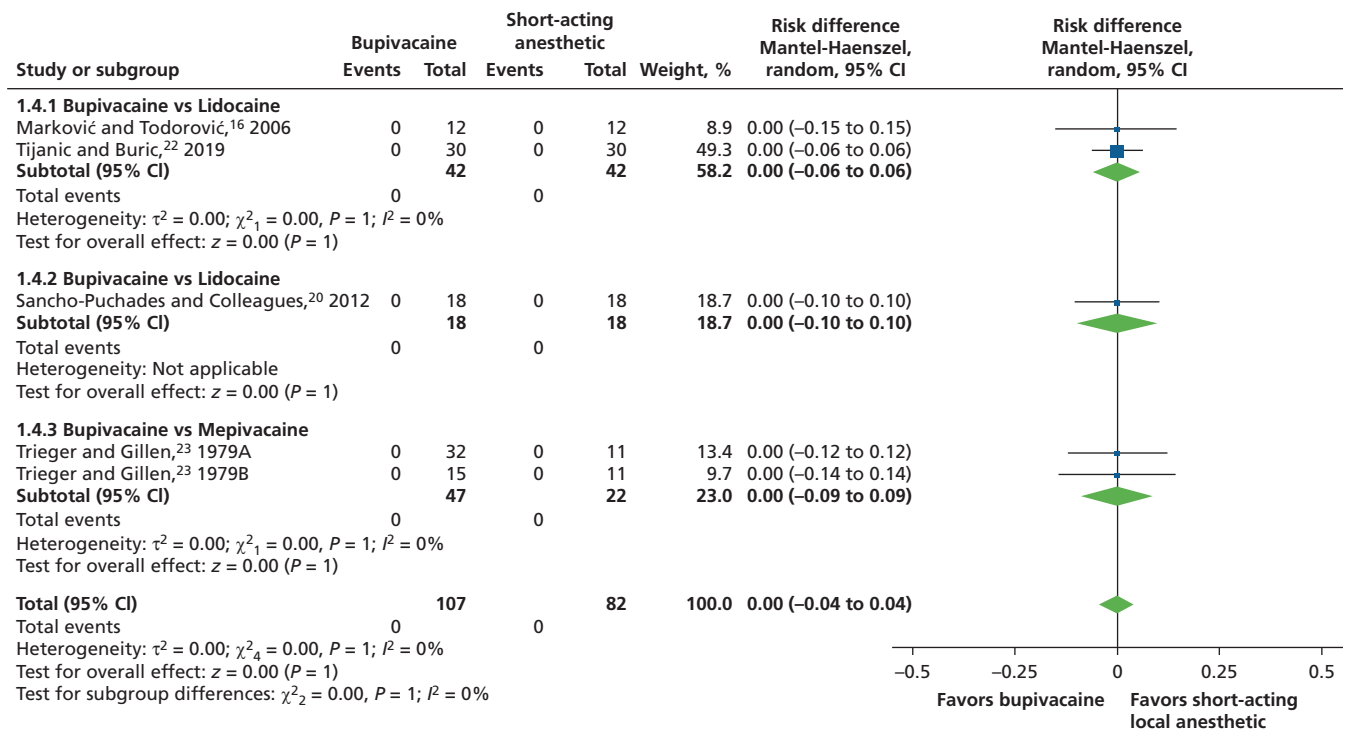 Bupivacaine
Short-acting anesthetic
Risk difference Mantel-Haenszel, random, 95% CI
Risk difference Mantel-Haenszel, random, 95% CI
Study or subgroup Events Total Events Total Weight, %
1.4.1 Bupivacaine vs Lidocaine
Marković and Todorović,¹⁶ 2006 0 12 0 12 8.9 0.00 (–0.15 to 0.15)
Tijanic and Buric,²² 2019 0 30 0 30 49.3 0.00 (–0.06 to 0.06)
Subtotal (95% CI) 42 42 58.2 0.00 (–0.06 to 0.06)
Total events 0 0
Heterogeneity: τ² = 0.00; χ²₁ = 0.00, P = 1; I² = 0%
Test for overall effect: z = 0.00 (P = 1)
1.4.2 Bupivacaine vs Lidocaine
Sancho-Puchades and Colleagues,²⁰ 2012 0 18 0 18 18.7 0.00 (–0.10 to 0.10)
Subtotal (95% CI) 18 18 18.7 0.00 (–0.10 to 0.10)
Total events 0 0
Heterogeneity: Not applicable
Test for overall effect: z = 0.00 (P = 1)
1.4.3 Bupivacaine vs Mepivacaine
Trieger and Gillen,²³ 1979A 0 32 0 11 13.4 0.00 (–0.12 to 0.12)
Trieger and Gillen,²³ 1979B 0 15 0 11 9.7 0.00 (–0.14 to 0.14)
Subtotal (95% CI) 47 22 23.0 0.00 (–0.09 to 0.09)
Total events 0 0
Heterogeneity: τ² = 0.00; χ²₁ = 0.00, P = 1; I² = 0%
Test for overall effect: z = 0.00 (P = 1)
Total (95% CI) 107 82 100.0 0.00 (–0.04 to 0.04)
Total events 0 0
Heterogeneity: τ² = 0.00; χ²₄ = 0.00, P = 1; I² = 0%
Test for overall effect: z = 0.00 (P = 1)
Test for subgroup differences: χ²₂ = 0.00, P = 1; I² = 0%
–0.5 –0.25 0 0.25 0.5
Favors bupivacaine
Favors short-acting
local anesthetic